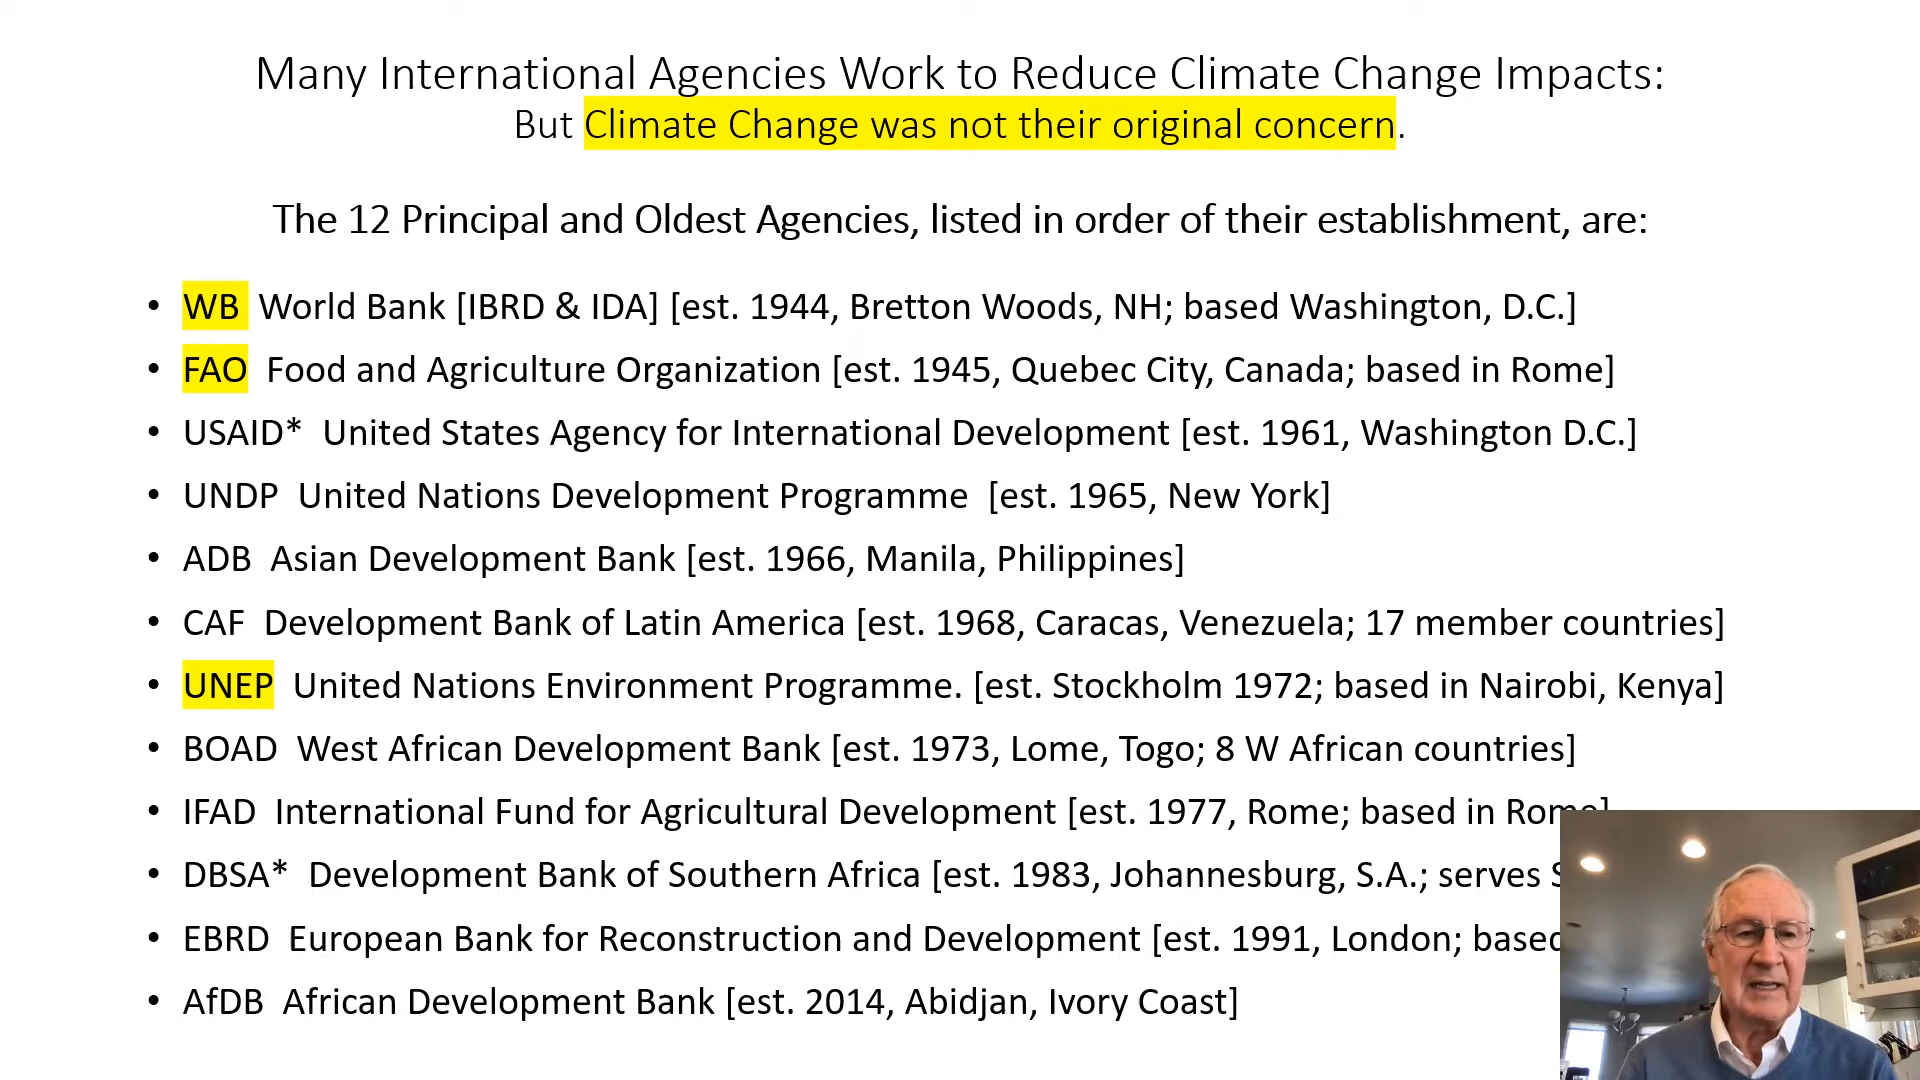 Many International Agencies Work to Reduce Climate Change Impacts:
But Climate Change was not their original concern.
The 12 Principal and Oldest Agencies, listed in order of their establishment, are:
• WB World Bank [IBRD & IDA] [est. 1944, Bretton Woods, NH; based Washington, D.C.]
• FAO Food and Agriculture Organization [est. 1945, Quebec City, Canada; based in Rome]
• USAID* United States Agency for International Development [est. 1961, Washington D.C.]
• UNDP United Nations Development Programme [est. 1965, New York]
• ADB Asian Development Bank [est. 1966, Manila, Philippines]
• CAF Development Bank of Latin America [est. 1968, Caracas, Venezuela; 17 member countries]
• UNEP United Nations Environment Programme. [est. Stockholm 1972; based in Nairobi, Kenya]
• BOAD West African Development Bank [est. 1973, Lome, Togo; 8 W African countries]
• IFAD International Fund for Agricultural Development [est. 1977, Rome; based in Rome]
• DBSA* Development Bank of Southern Africa [est. 1983, Johannesburg, S.A.; serves
• EBRD European Bank for Reconstruction and Development [est. 1991, London; based
• AfDB African Development Bank [est. 2014, Abidjan, Ivory Coast]